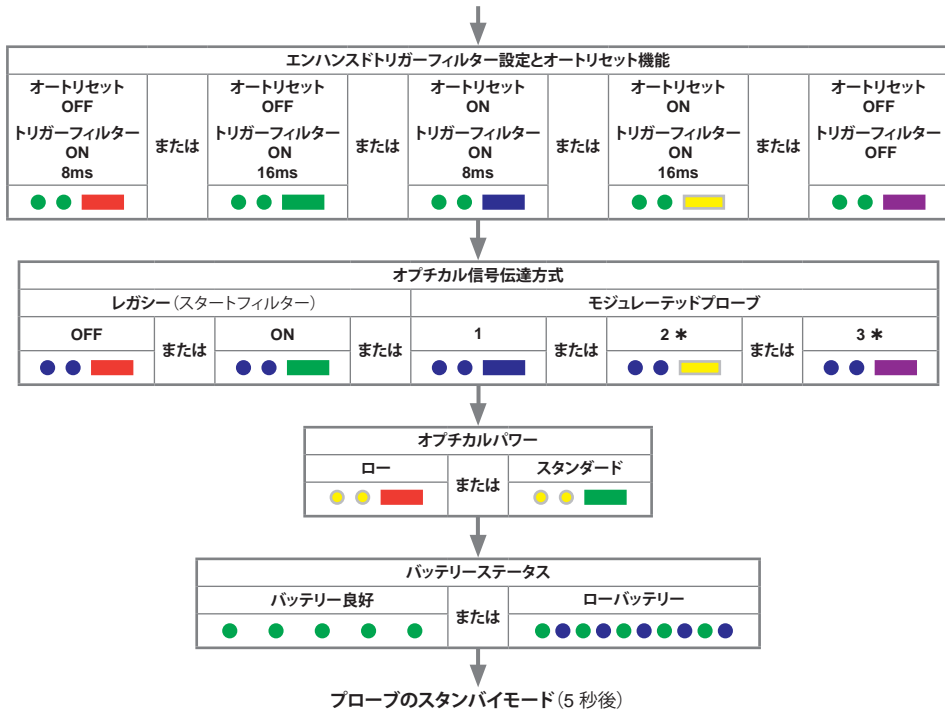 エンハンスドトリガーフィルター設定とオートリセット機能
オートリセット
OFF
トリガーフィルター
ON
8ms
または
オートリセット
OFF
トリガーフィルター
ON
16ms
または
オートリセット
ON
トリガーフィルター
ON
8ms
または
オートリセット
ON
トリガーフィルター
ON
16ms
または
オートリセット
OFF
トリガーフィルター
OFF
オプチカル信号伝達方式
レガシー(スタートフィルター)
モジュレーテッドプローブ
OFF
または
ON
または
1
または
2 *
または
3 *
オプチカルパワー
ロー
または
スタンダード
バッテリーステータス
バッテリー良好
または
ローバッテリー
プローブのスタンバイモード(5 秒後)